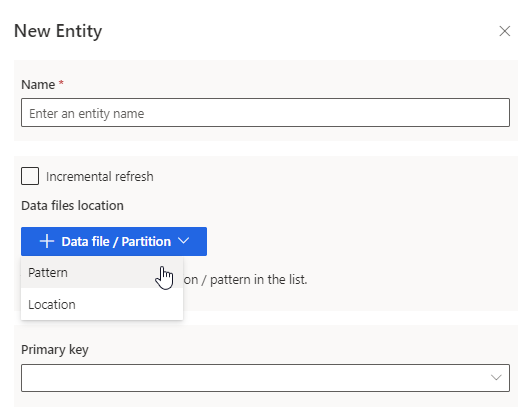 New Entity
Name *
Enter an entity name
Incremental refresh
Data files location
Data file / Partition
Pattern
on / pattern in the list.
Location
Primary key